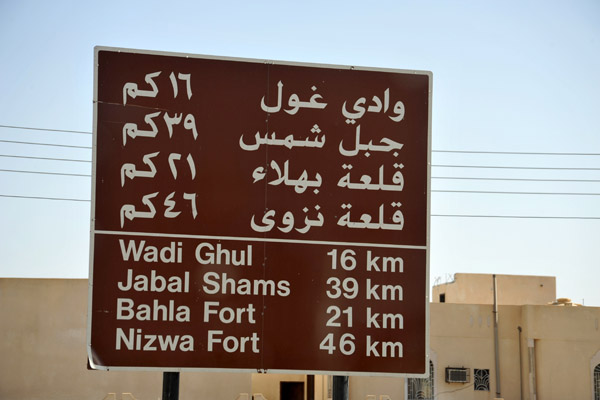 وادي غول ١٦ كم
جبل شمس ٣٩ كم
قلعة بهلاء ٢١ كم
قلعة نزوى ٤٦ كم
Wadi Ghul 16 km
Jabal Shams 39 km
Bahla Fort 21 km
Nizwa Fort 46 km